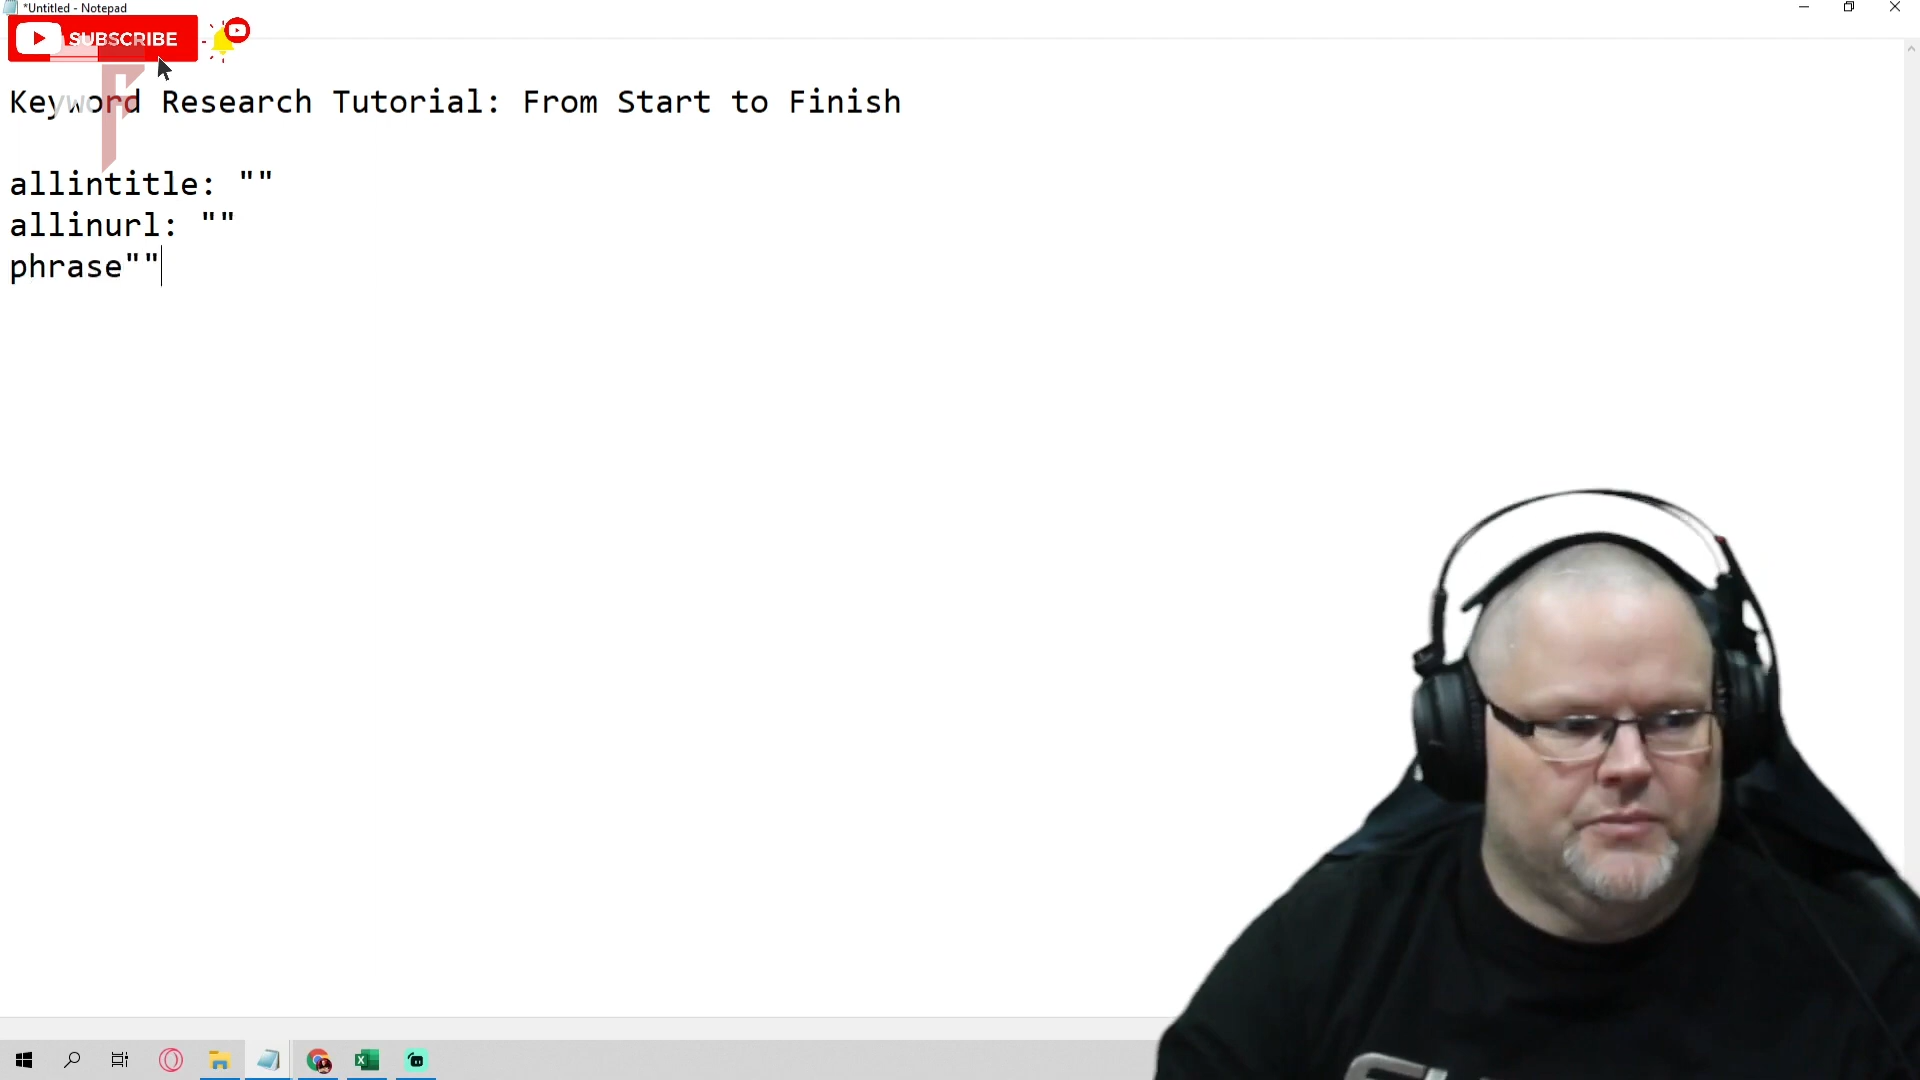 *Untitled - Notepad
SUBSCRIBE
Keyword Research Tutorial: From Start to Finish
allintitle: ""
allinurl: ""
phrase""